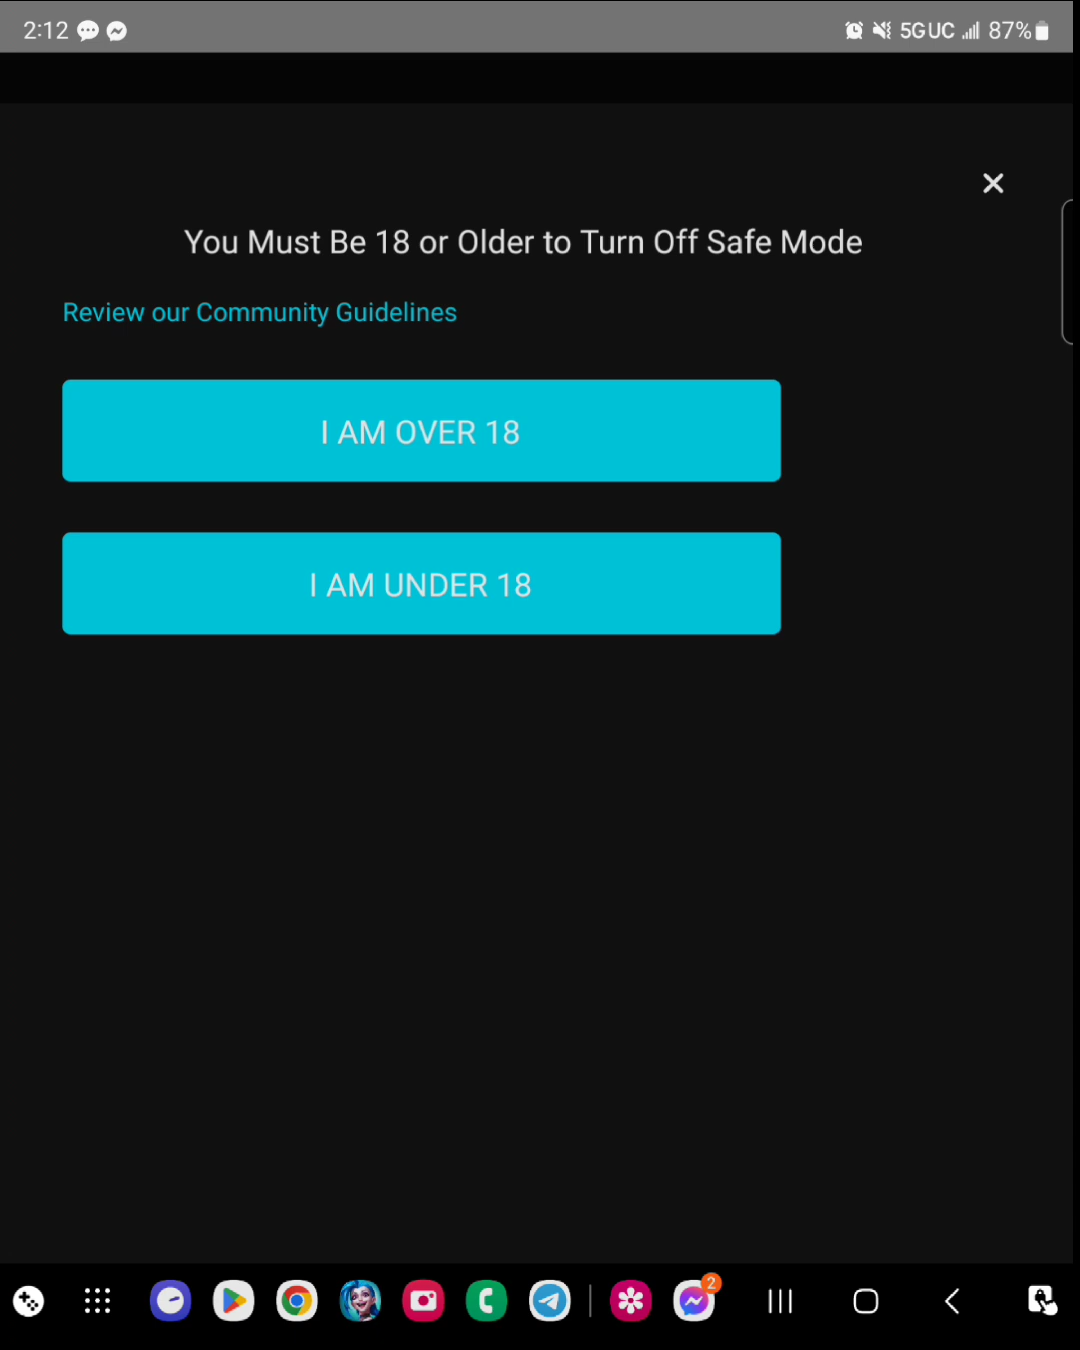 2:12
5GUC 87%
You Must Be 18 or Older to Turn Off Safe Mode
Review our Community Guidelines
I AM OVER 18
I AM UNDER 18
2